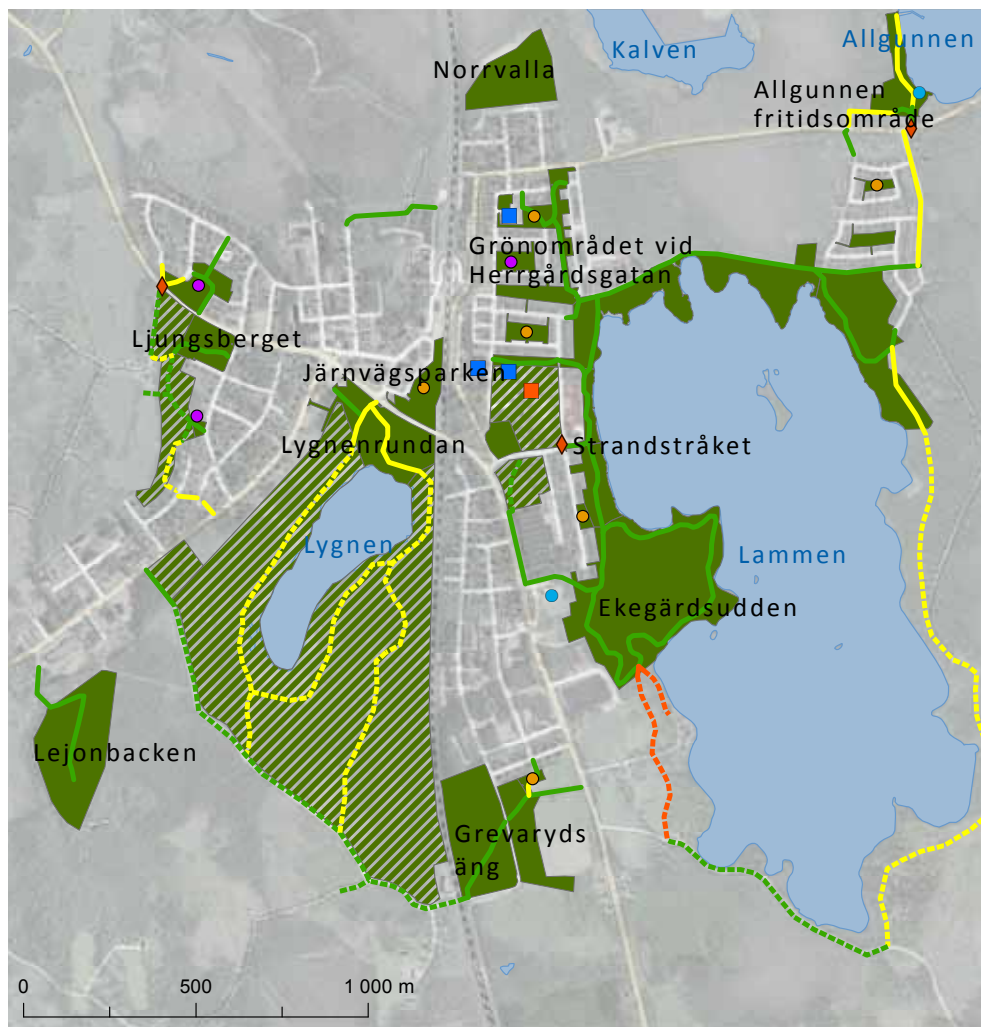 Kalven
Allgunnen
Norrvalla
Allgunnen
fritidsområde
Grönområdet vid
Herrgårdsgatan
Ljungsberget
Järnvägsparken
Lygnenrundan
Strandstråket
Lygnen
Lammen
Ekegärdsudden
Lejonbacken
Grevaryds
äng
0 500 1 000 m